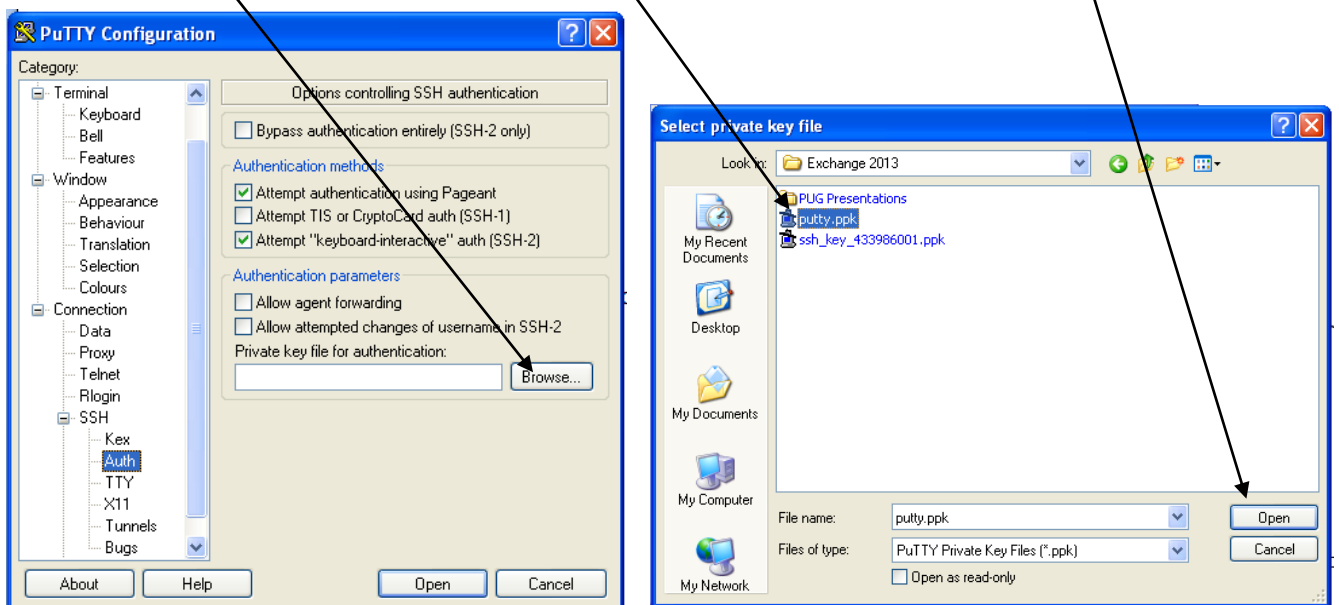 PuTTY Configuration
Category:
Terminal
Keyboard
Bell
Features
Window
Appearance
Behaviour
Translation
Selection
Colours
Connection
Data
Proxy
Telnet
Rlogin
SSH
Kex
Auth
TTY
X11
Tunnels
Bugs
Options controlling SSH authentication
Bypass authentication entirely (SSH-2 only)
Authentication methods
Attempt authentication using Pageant
Attempt TIS or CryptoCard auth (SSH-1)
Attempt "keyboard-interactive" auth (SSH-2)
Authentication parameters
Allow agent forwarding
Allow attempted changes of username in SSH-2
Private key file for authentication:
Browse...
About Help Open Cancel
Select private key file
Look in: Exchange 2013
My Recent
Documents
Desktop
My Documents
My Computer
My Network
PUG Presentations
putty.ppk
ssh_key_433986001.ppk
File name: putty.ppk Open
Files of type: PuTTY Private Key Files (*.ppk) Cancel
Open as read-only